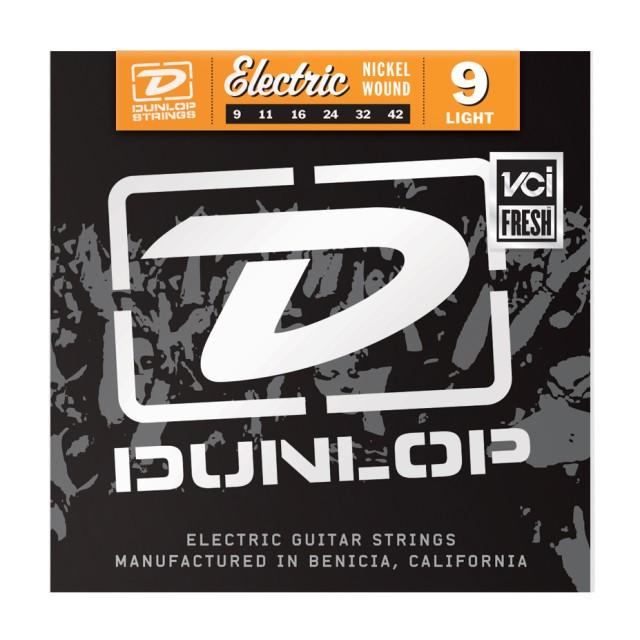 DUNLOP
STRINGS
Electric
NICKEL
WOUND
9 11 16 24 32 42
9
LIGHT
VCi
FRESH
D
DUNLOP
ELECTRIC GUITAR STRINGS
MANUFACTURED IN BENICIA, CALIFORNIA